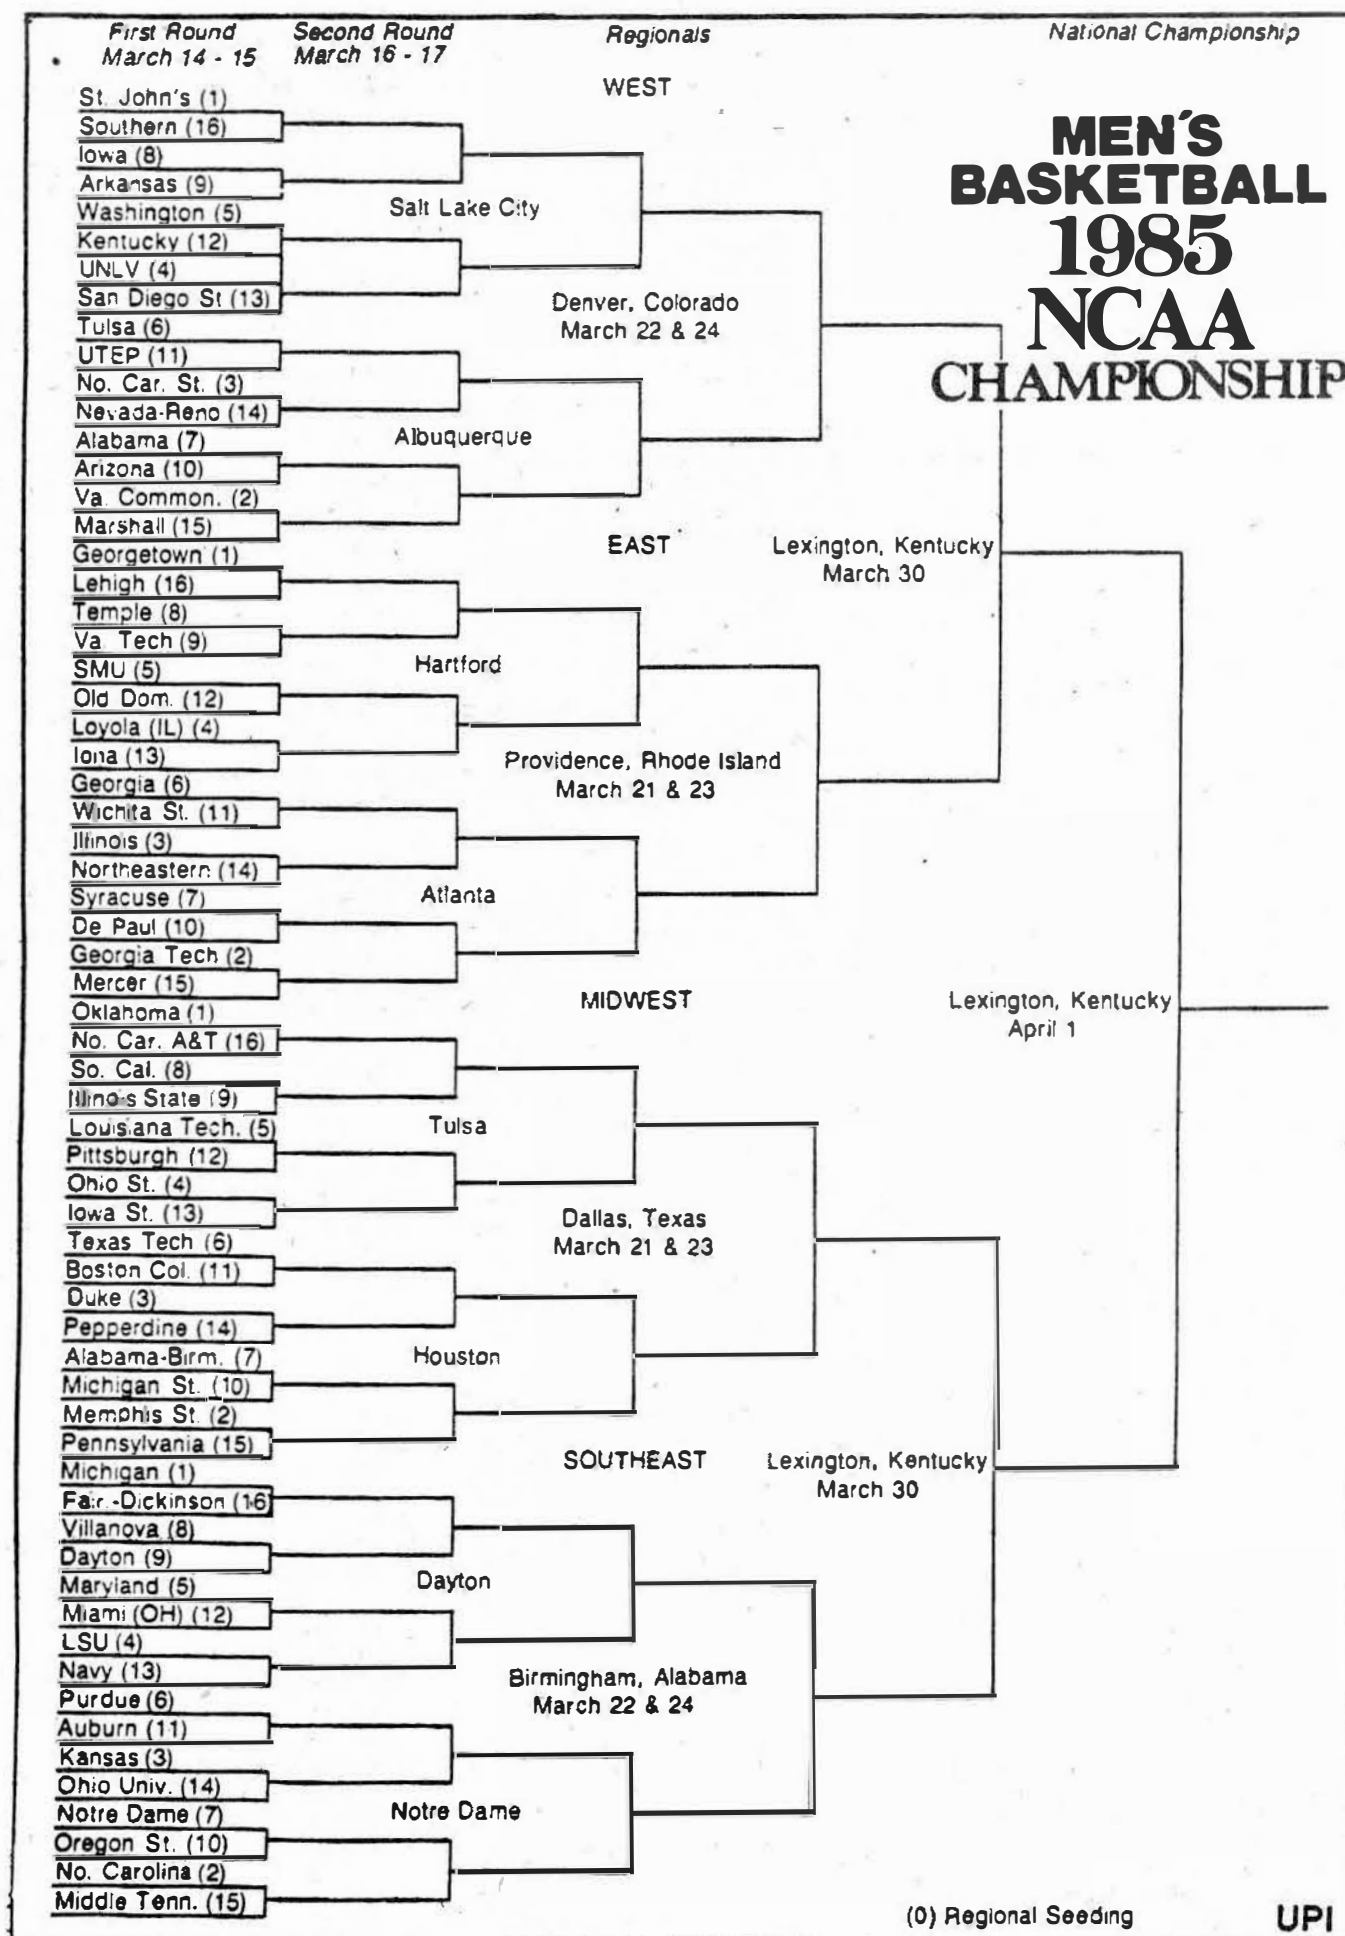 First Round
March 14 - 15
Second Round
March 16 - 17
Regionals
National Championship
WEST
MEN'S
BASKETBALL
1985
NCAA
CHAMPIONSHIP
St. John's (1)
Southern (16)
Iowa (8)
Arkansas (9)
Salt Lake City
Washington (5)
Kentucky (12)
UNLV (4)
San Diego St (13)
Denver, Colorado
March 22 & 24
Tulsa (6)
UTEP (11)
No. Car. St. (3)
Nevada-Reno (14)
Albuquerque
Alabama (7)
Arizona (10)
Va. Common. (2)
Marshall (15)
EAST
Lexington, Kentucky
March 30
Georgetown (1)
Lehigh (16)
Temple (8)
Va. Tech (9)
Hartford
SMU (5)
Old Dom. (12)
Loyola (IL) (4)
Iona (13)
Providence, Rhode Island
March 21 & 23
Georgia (6)
Wichita St. (11)
Illinois (3)
Northeastern (14)
Atlanta
Syracuse (7)
De Paul (10)
Georgia Tech (2)
Mercer (15)
MIDWEST
Lexington, Kentucky
April 1
Oklahoma (1)
No. Car. A&T (16)
So. Cal. (8)
Illinois State (9)
Tulsa
Louisiana Tech. (5)
Pittsburgh (12)
Ohio St. (4)
Iowa St. (13)
Dallas, Texas
March 21 & 23
Texas Tech (6)
Boston Col. (11)
Duke (3)
Pepperdine (14)
Houston
Alabama-Birm. (7)
Michigan St. (10)
Memphis St. (2)
Pennsylvania (15)
SOUTHEAST
Lexington, Kentucky
March 30
Michigan (1)
Fair.-Dickinson (16)
Villanova (8)
Dayton (9)
Dayton
Maryland (5)
Miami (OH) (12)
LSU (4)
Navy (13)
Birmingham, Alabama
March 22 & 24
Purdue (6)
Auburn (11)
Kansas (3)
Ohio Univ. (14)
Notre Dame
Notre Dame (7)
Oregon St. (10)
No. Carolina (2)
Middle Tenn. (15)
(0) Regional Seeding
UPI